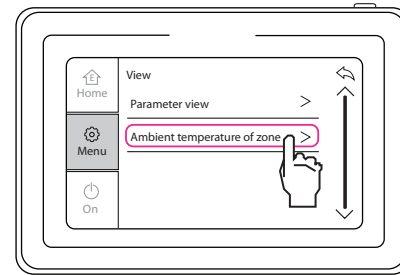 View
E
Home
Parameter view
>
Ambient temperature of zone
>
Menu
On